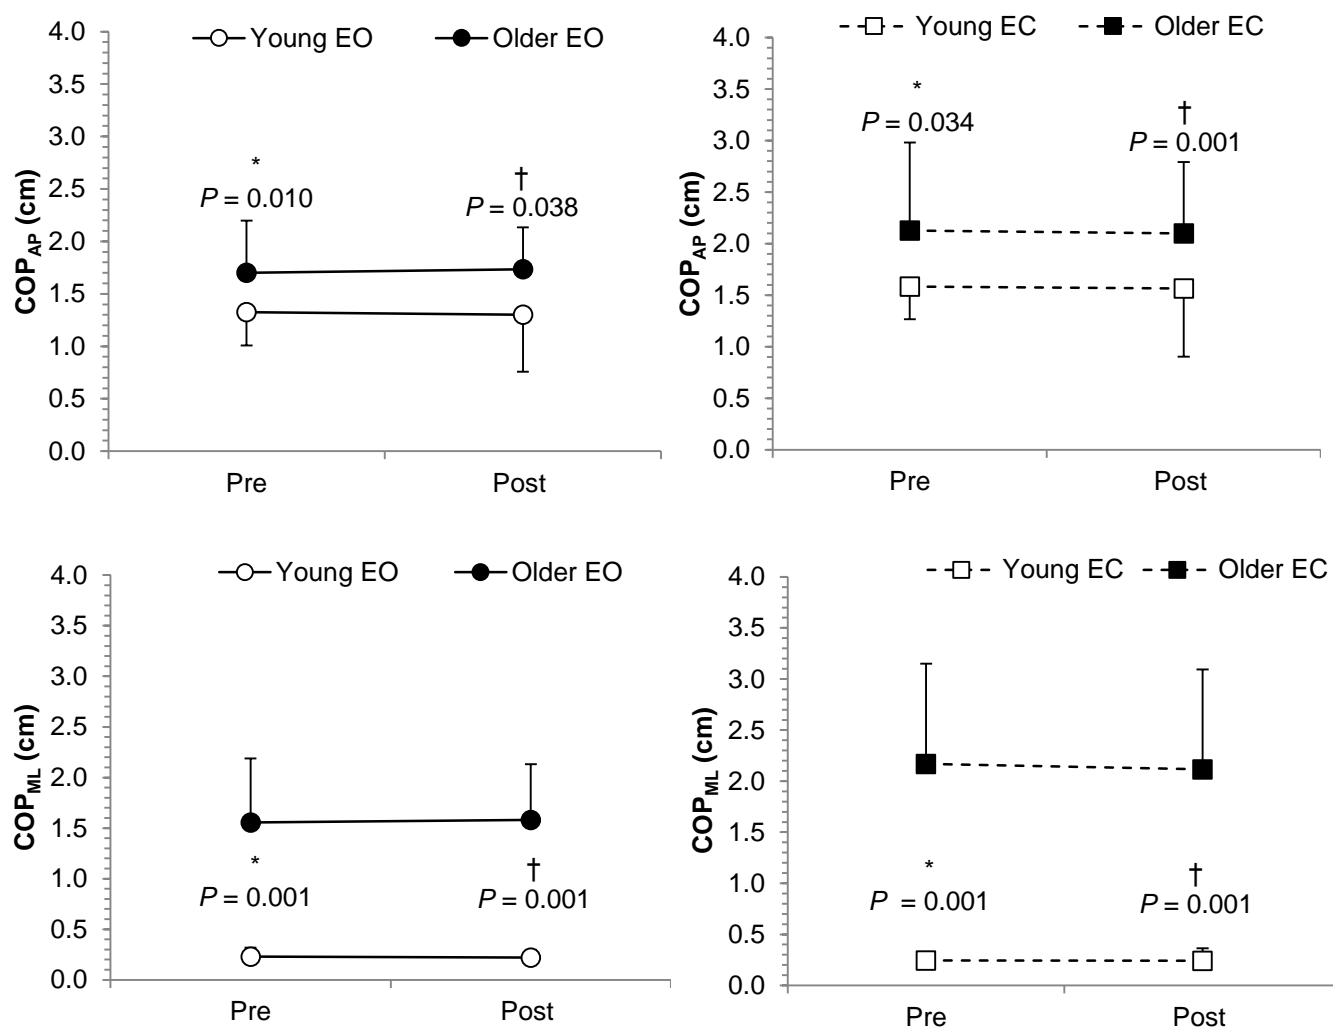 Young EO Older EO
4.0
3.5
3.0
2.5
2.0
1.5
1.0
0.5
0.0
COP_AP (cm)
*
P = 0.010
†
P = 0.038
Pre Post
Young EC Older EC
4.0
3.5
3.0
2.5
2.0
1.5
1.0
0.5
0.0
COP_AP (cm)
*
P = 0.034
†
P = 0.001
Pre Post
Young EO Older EO
4.0
3.5
3.0
2.5
2.0
1.5
1.0
0.5
0.0
COP_ML (cm)
*
P = 0.001
†
P = 0.001
Pre Post
Young EC Older EC
4.0
3.5
3.0
2.5
2.0
1.5
1.0
0.5
0.0
COP_ML (cm)
*
P = 0.001
†
P = 0.001
Pre Post